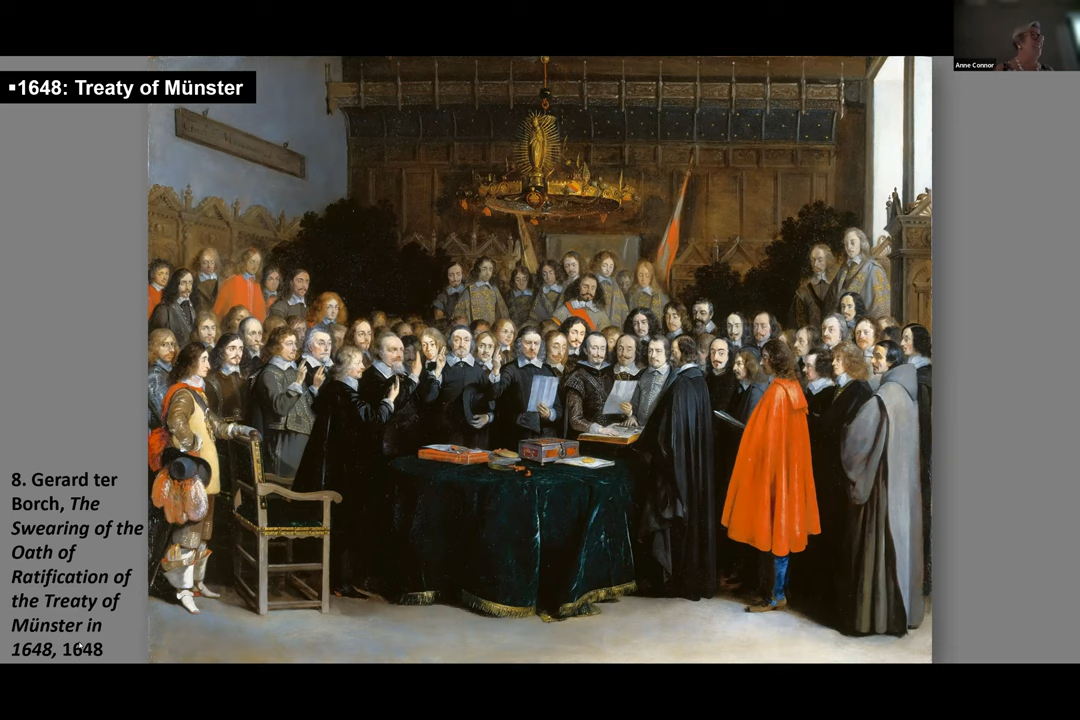 ▪1648: Treaty of Münster
Anne Connor
8. Gerard ter
Borch, The
Swearing of the
Oath of
Ratification of
the Treaty of
Münster in
1648, 1648